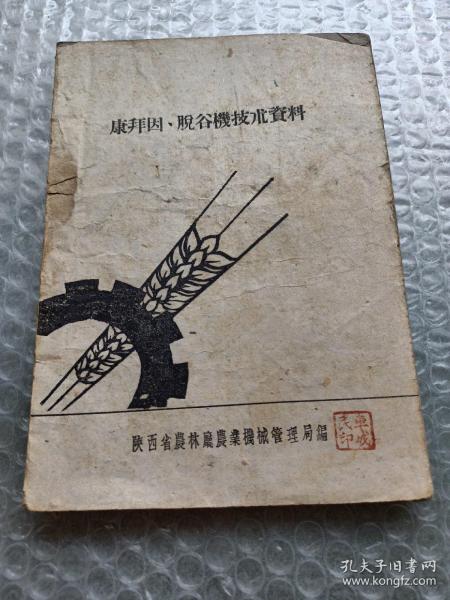 康拜因、脫谷機技朮資料
陝西省農林廳農業機械管理局編
孔夫子旧书网
www.kongfz.com